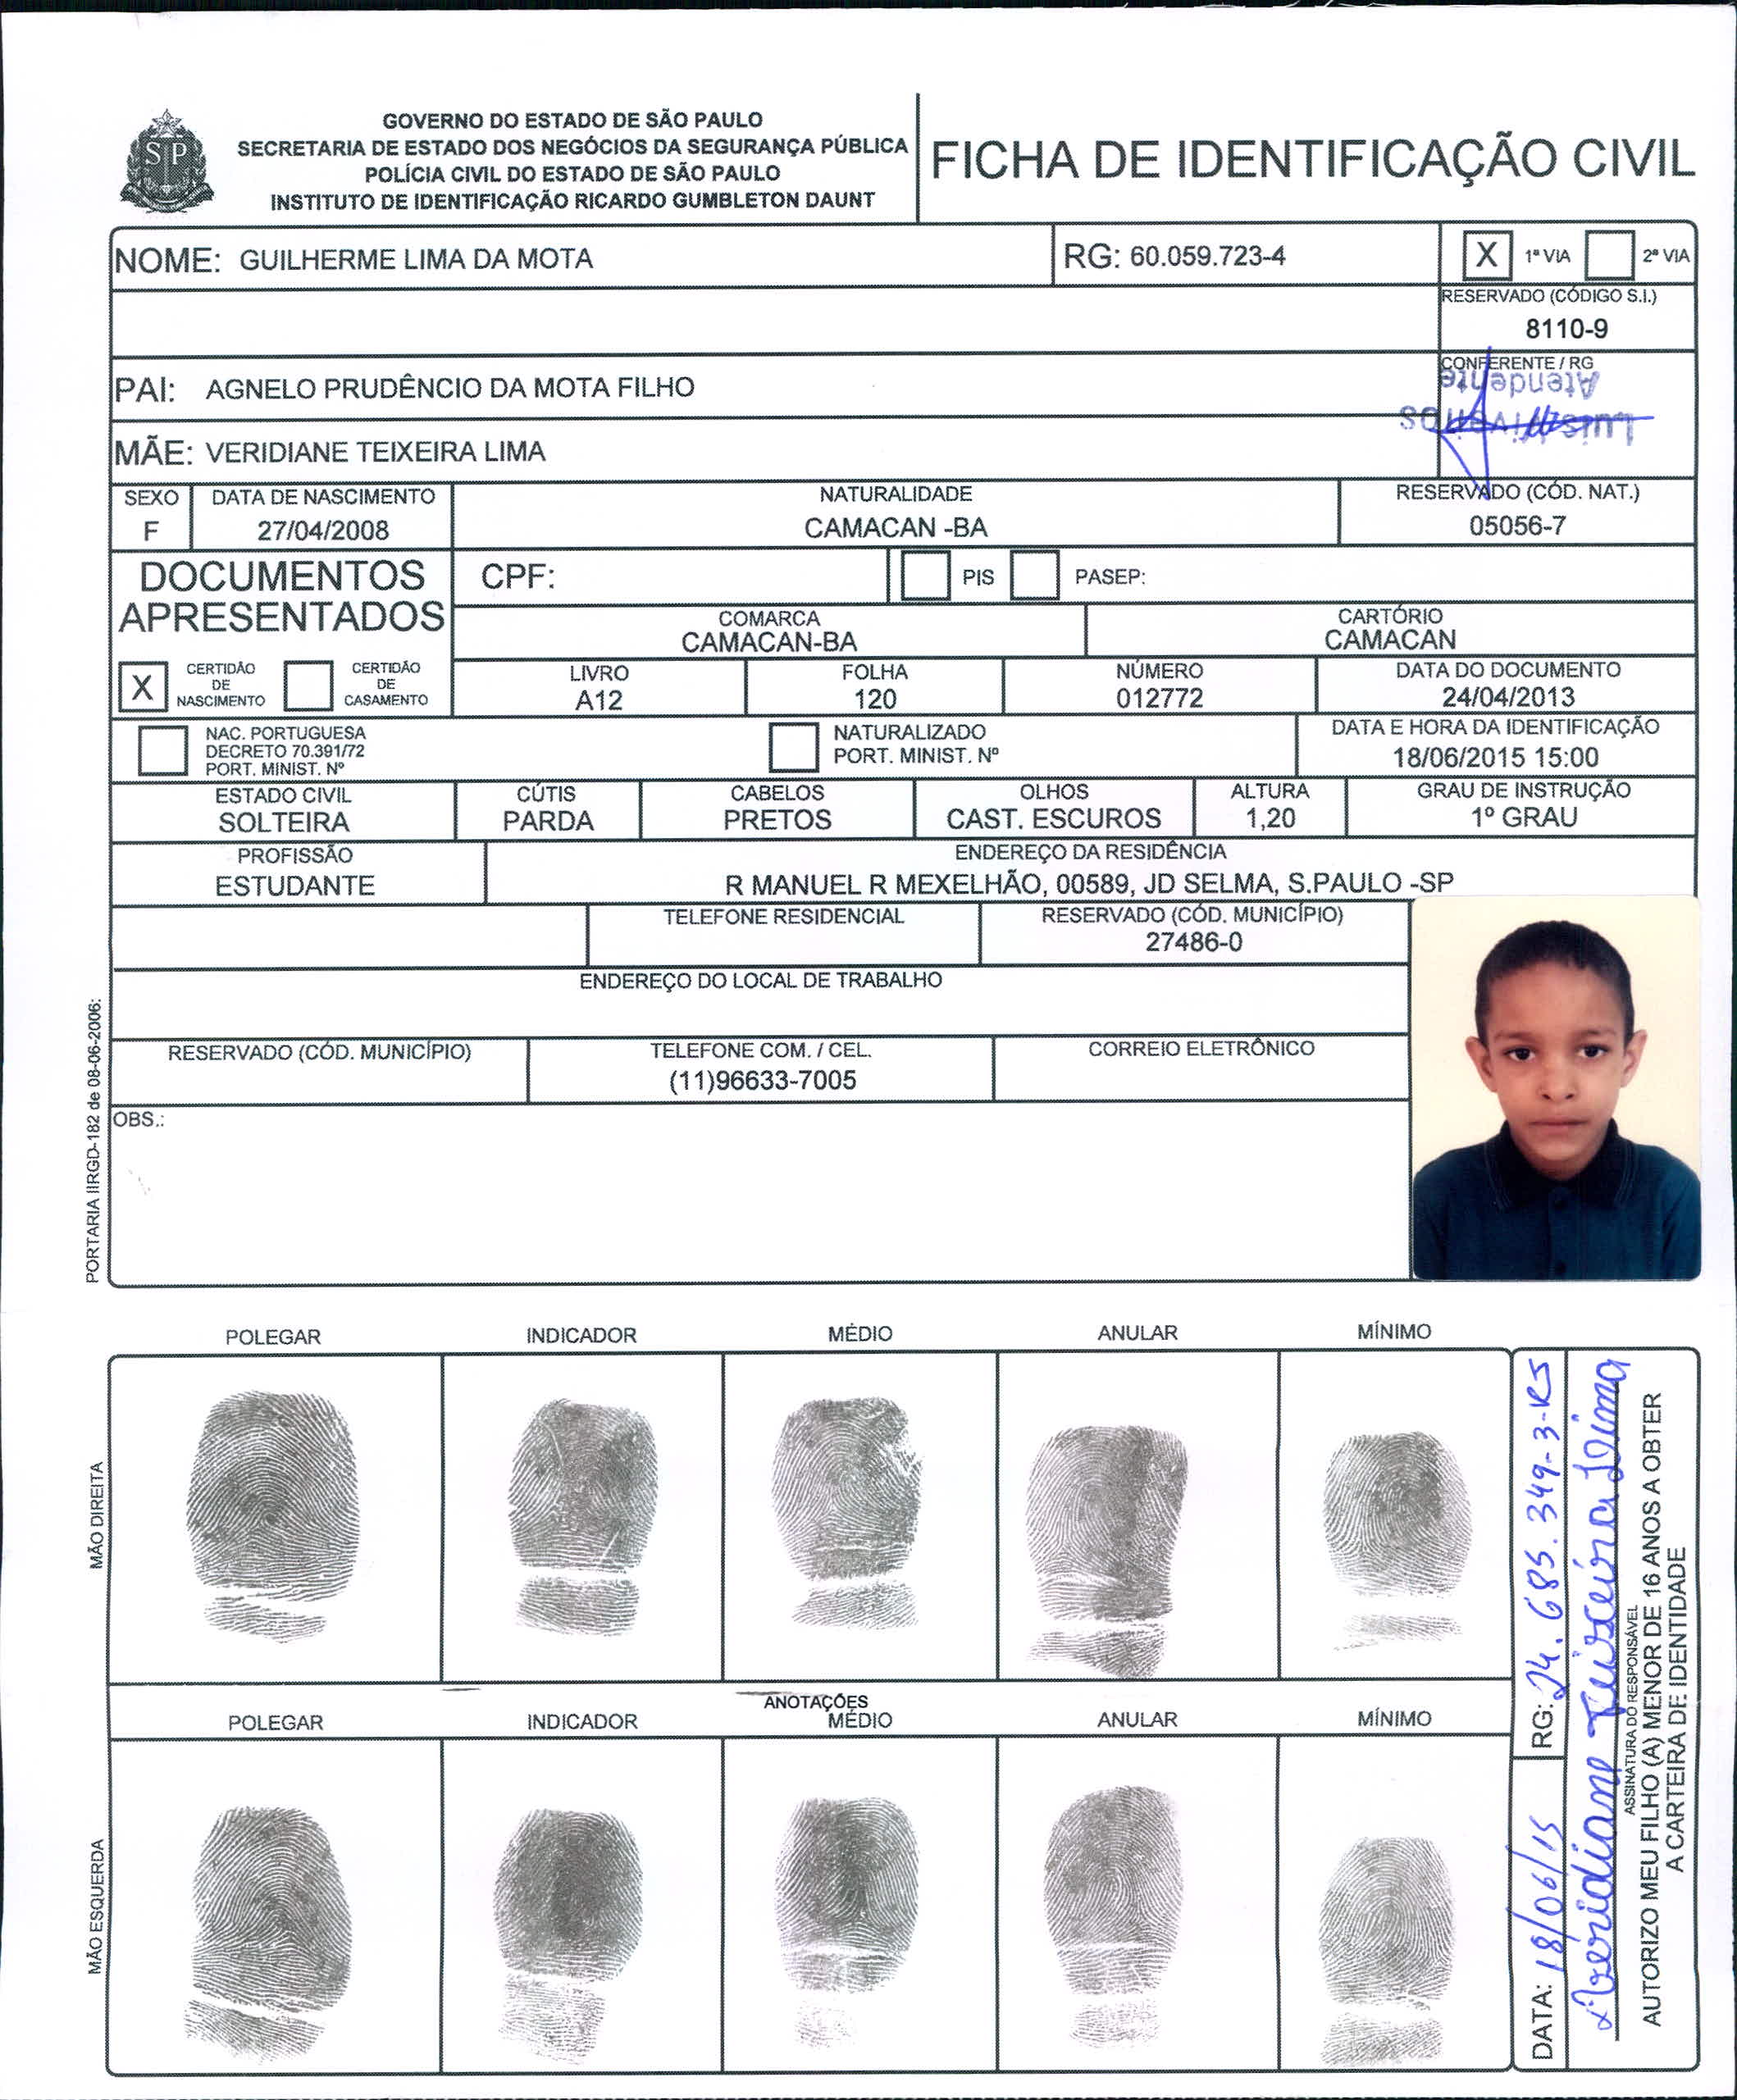 GOVERNO DO ESTADO DE SÃO PAULO
SECRETARIA DE ESTADO DOS NEGÓCIOS DA SEGURANÇA PÚBLICA
POLÍCIA CIVIL DO ESTADO DE SÃO PAULO
INSTITUTO DE IDENTIFICAÇÃO RICARDO GUMBLETON DAUNT
SP
FICHA DE IDENTIFICAÇÃO CIVIL
NOME: GUILHERME LIMA DA MOTA
RG: 60.059.723-4
X 1ª VIA 2ª VIA
RESERVADO (CÓDIGO S.I.)
8110-9
PAI: AGNELO PRUDÊNCIO DA MOTA FILHO
CONFERENTE / RG
Atendente
Luis
MÃE: VERIDIANE TEIXEIRA LIMA
SEXO DATA DE NASCIMENTO NATURALIDADE RESERVADO (CÓD. NAT.)
F 27/04/2008 CAMACAN -BA 05056-7
DOCUMENTOS
APRESENTADOS
CPF: PIS PASEP:
COMARCA CARTÓRIO
CAMACAN-BA CAMACAN
X CERTIDÃO DE NASCIMENTO CERTIDÃO DE CASAMENTO
LIVRO FOLHA NÚMERO DATA DO DOCUMENTO
A12 120 012772 24/04/2013
NAC. PORTUGUESA
DECRETO 70.391/72
PORT. MINIST. Nº
NATURALIZADO
PORT. MINIST. Nº
DATA E HORA DA IDENTIFICAÇÃO
18/06/2015 15:00
ESTADO CIVIL CÚTIS CABELOS OLHOS ALTURA GRAU DE INSTRUÇÃO
SOLTEIRA PARDA PRETOS CAST. ESCUROS 1,20 1º GRAU
PROFISSÃO ENDEREÇO DA RESIDÊNCIA
ESTUDANTE R MANUEL R MEXELHÃO, 00589, JD SELMA, S.PAULO -SP
TELEFONE RESIDENCIAL RESERVADO (CÓD. MUNICÍPIO)
27486-0
ENDEREÇO DO LOCAL DE TRABALHO
RESERVADO (CÓD. MUNICÍPIO) TELEFONE COM. / CEL. CORREIO ELETRÔNICO
(11)96633-7005
OBS.:
PORTARIA IIRGD-182 de 08-06-2006:
POLEGAR INDICADOR MÉDIO ANULAR MÍNIMO
MÃO DIREITA
ANOTAÇÕES
POLEGAR INDICADOR MÉDIO ANULAR MÍNIMO
MÃO ESQUERDA
DATA: 18/06/15 RG: 24.685.349-3-RS
Veridiane Teixeira Lima
ASSINATURA DO RESPONSÁVEL
AUTORIZO MEU FILHO (A) MENOR DE 16 ANOS A OBTER
A CARTEIRA DE IDENTIDADE